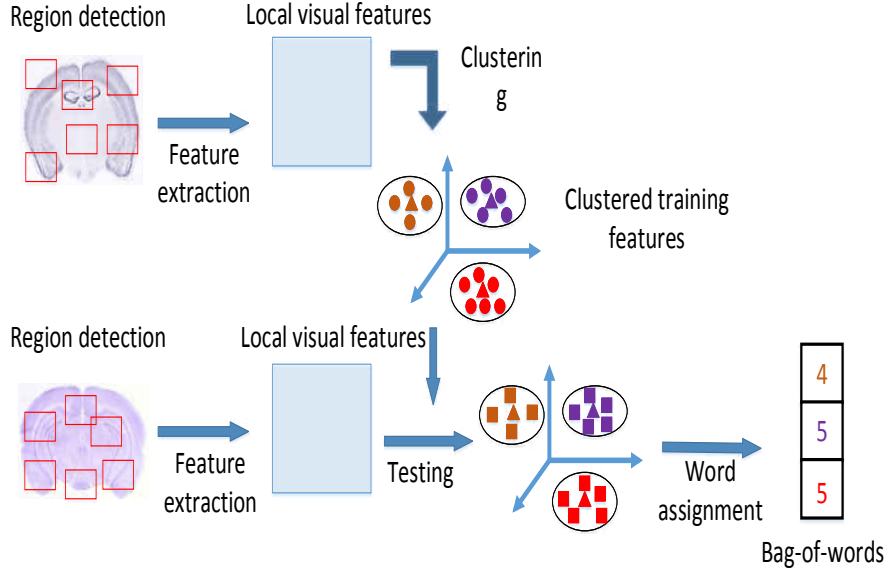 Region detection
Local visual features
Clusterin
g
Feature
extraction
Clustered training
features
Region detection
Local visual features
Feature
extraction
Testing
Word
assignment
4
5
5
Bag-of-words